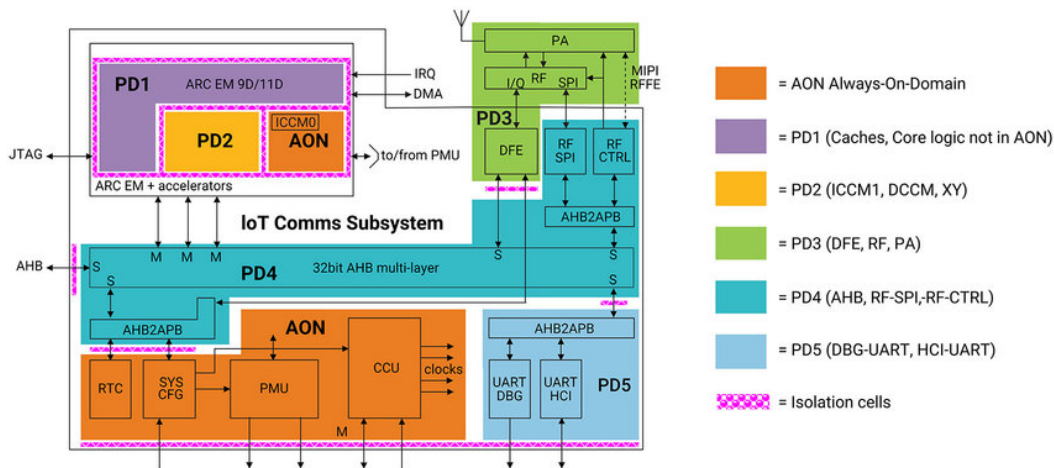 PA
RF
I/Q
SPI
MIPI
RFFE
PD1
ARC EM 9D/11D
IRQ
DMA
PD3
ICCM0
PD2
AON
DFE
RF
SPI
RF
CTRL
JTAG
to/from PMU
ARC EM + accelerators
IoT Comms Subsystem
AHB2APB
M
M
M
S
S
AHB
S
PD4
32bit AHB multi-layer
S
S
AHB2APB
AON
AHB2APB
RTC
SYS
CFG
PMU
CCU
clocks
UART
DBG
UART
HCI
PD5
M
= AON Always-On-Domain
= PD1 (Caches, Core logic not in AON)
= PD2 (ICCM1, DCCM, XY)
= PD3 (DFE, RF, PA)
= PD4 (AHB, RF-SPI,-RF-CTRL)
= PD5 (DBG-UART, HCI-UART)
= Isolation cells